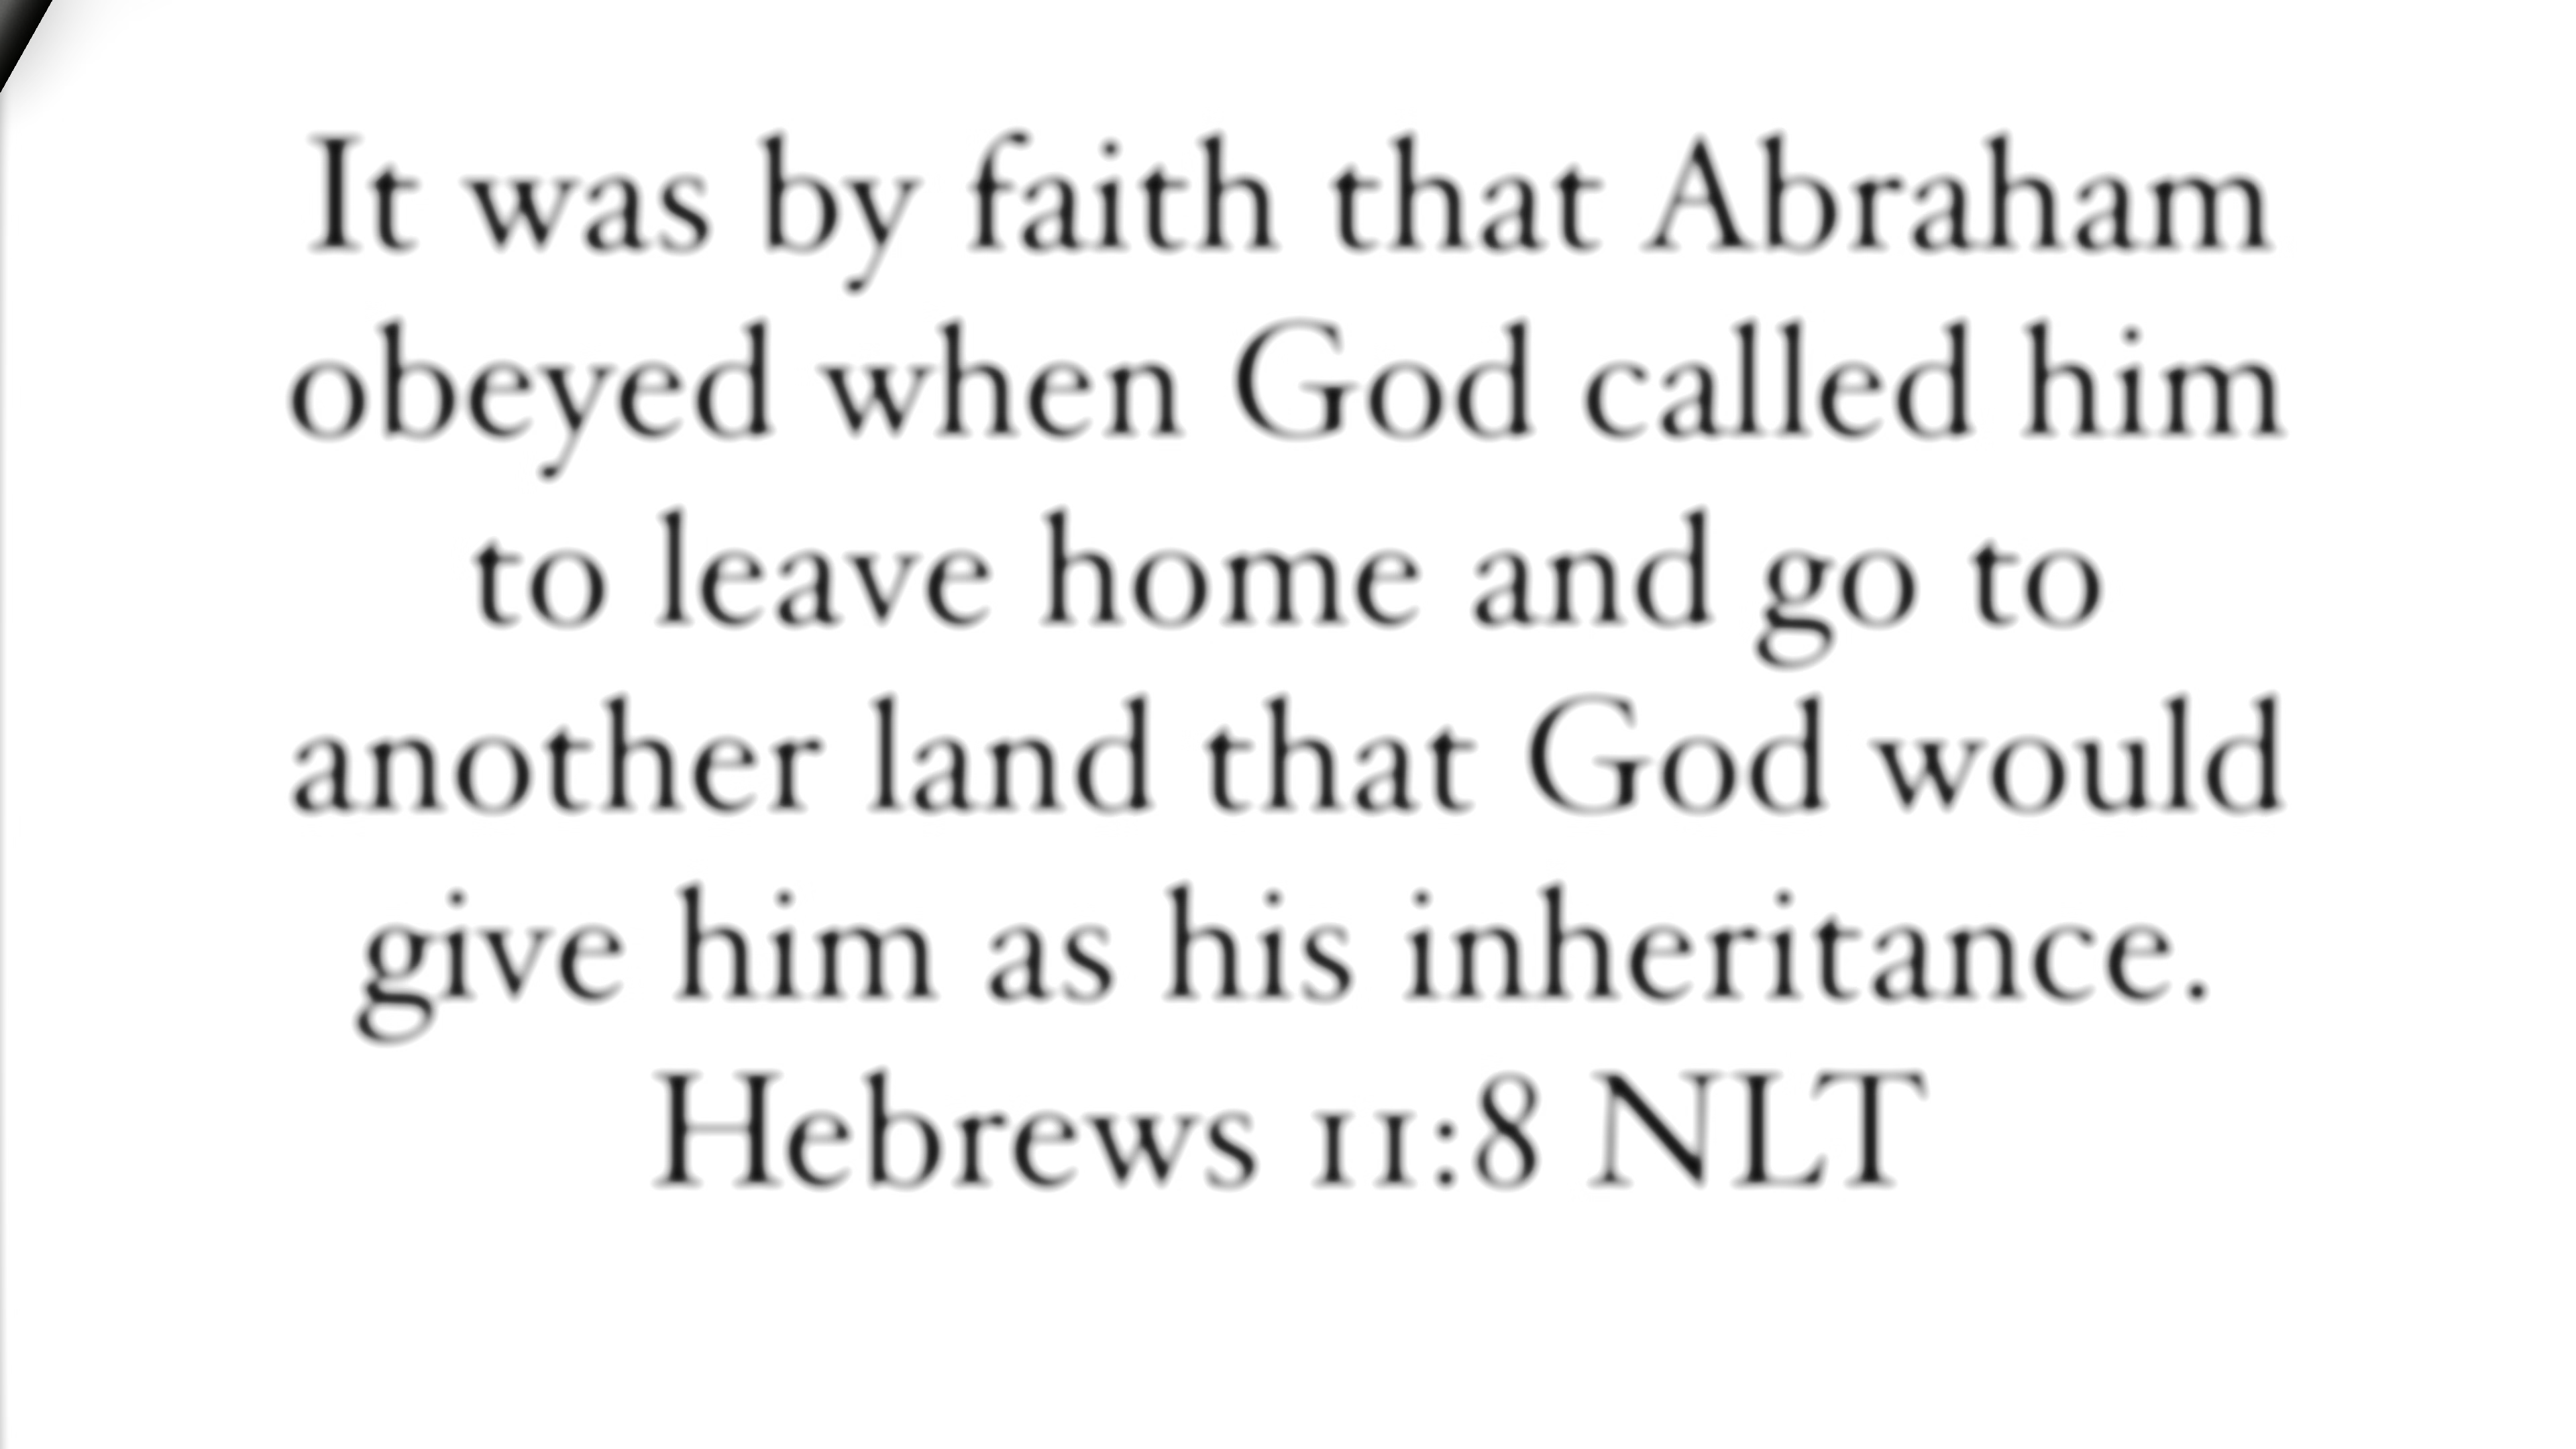 It was by faith that Abraham
obeyed when God called him
to leave home and go to
another land that God would
give him as his inheritance.
Hebrews 11:8 NLT